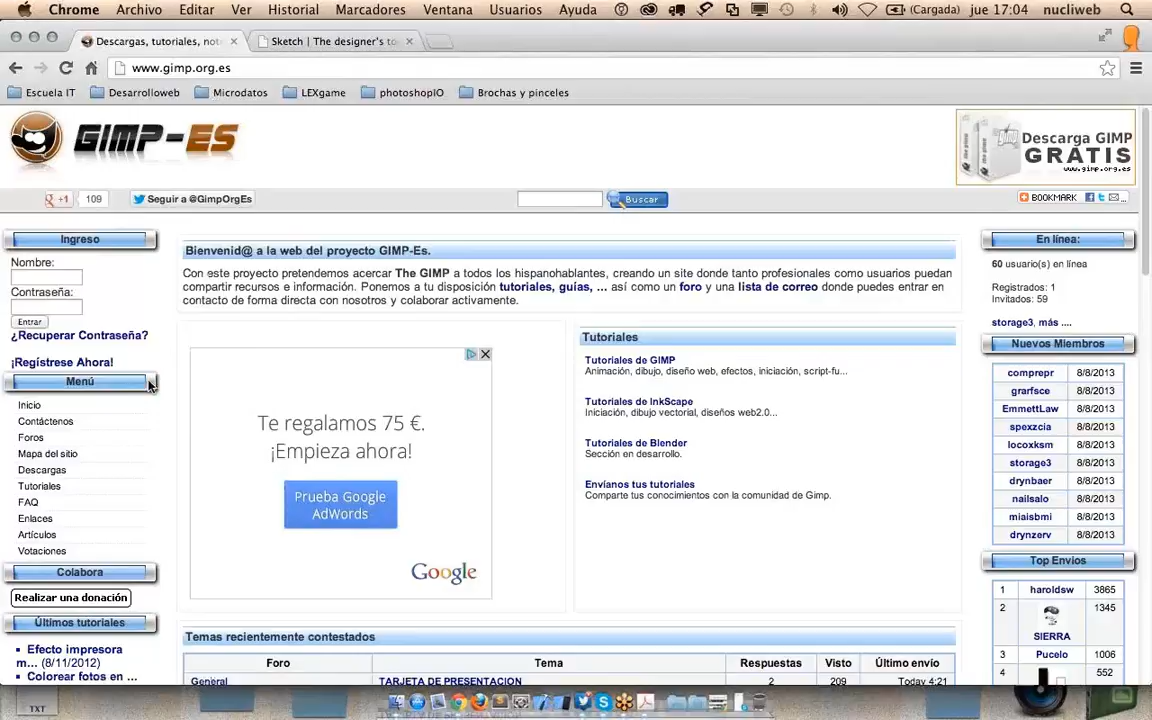 Chrome Archivo Editar Ver Historial Marcadores Ventana Usuarios Ayuda (Cargada) jue 17:04 nucliweb
Descargas, tutoriales, not
Sketch | The designer's to
www.gimp.org.es
Escuela IT Desarrolloweb Microdatos LEXgame photoshopIO Brochas y pinceles
GIMP-ES
Descarga GIMP
GRATIS
www.gimp.org.es
+1 109 Seguir a @GimpOrgEs Buscar BOOKMARK
Ingreso
Nombre:
Contraseña:
Entrar
¿Recuperar Contraseña?
¡Regístrese Ahora!
Menú
Inicio
Contáctenos
Foros
Mapa del sitio
Descargas
Tutoriales
FAQ
Enlaces
Artículos
Votaciones
Colabora
Realizar una donación
Últimos tutoriales
Efecto impresora
m... (8/11/2012)
Colorear fotos en ...
Bienvenid@ a la web del proyecto GIMP-Es.
Con este proyecto pretendemos acercar The GIMP a todos los hispanohablantes, creando un site donde tanto profesionales como usuarios puedan
compartir recursos e información. Ponemos a tu disposición tutoriales, guías, ... así como un foro y una lista de correo donde puedes entrar en
contacto de forma directa con nosotros y colaborar activamente.
Te regalamos 75 €.
¡Empieza ahora!
Prueba Google
AdWords
Google
Tutoriales
Tutoriales de GIMP
Animación, dibujo, diseño web, efectos, iniciación, script-fu...
Tutoriales de InkScape
Iniciación, dibujo vectorial, diseños web2.0...
Tutoriales de Blender
Sección en desarrollo.
Envíanos tus tutoriales
Comparte tus conocimientos con la comunidad de Gimp.
Temas recientemente contestados
Foro Tema Respuestas Visto Último envío
General TARJETA DE PRESENTACION 2 209 Today 4:21
En línea:
60 usuario(s) en línea
Registrados: 1
Invitados: 59
storage3, más ....
Nuevos Miembros
comprepr 8/8/2013
grarfsce 8/8/2013
EmmettLaw 8/8/2013
spexzcia 8/8/2013
locoxksm 8/8/2013
storage3 8/8/2013
drynbaer 8/8/2013
nailsalo 8/8/2013
miaisbmi 8/8/2013
drynzerv 8/8/2013
Top Envios
1 haroldsw 3865
2 SIERRA 1345
3 Pucelo 1006
4 552
TXT